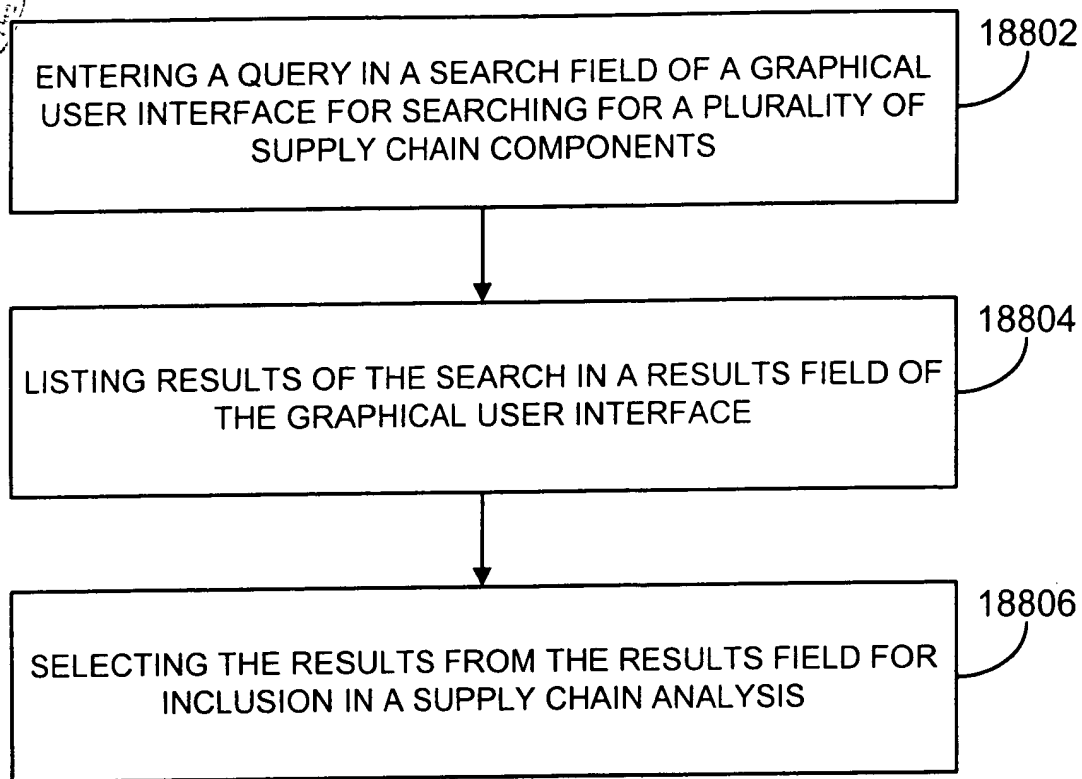 18802
ENTERING A QUERY IN A SEARCH FIELD OF A GRAPHICAL
USER INTERFACE FOR SEARCHING FOR A PLURALITY OF
SUPPLY CHAIN COMPONENTS
18804
LISTING RESULTS OF THE SEARCH IN A RESULTS FIELD OF
THE GRAPHICAL USER INTERFACE
18806
SELECTING THE RESULTS FROM THE RESULTS FIELD FOR
INCLUSION IN A SUPPLY CHAIN ANALYSIS